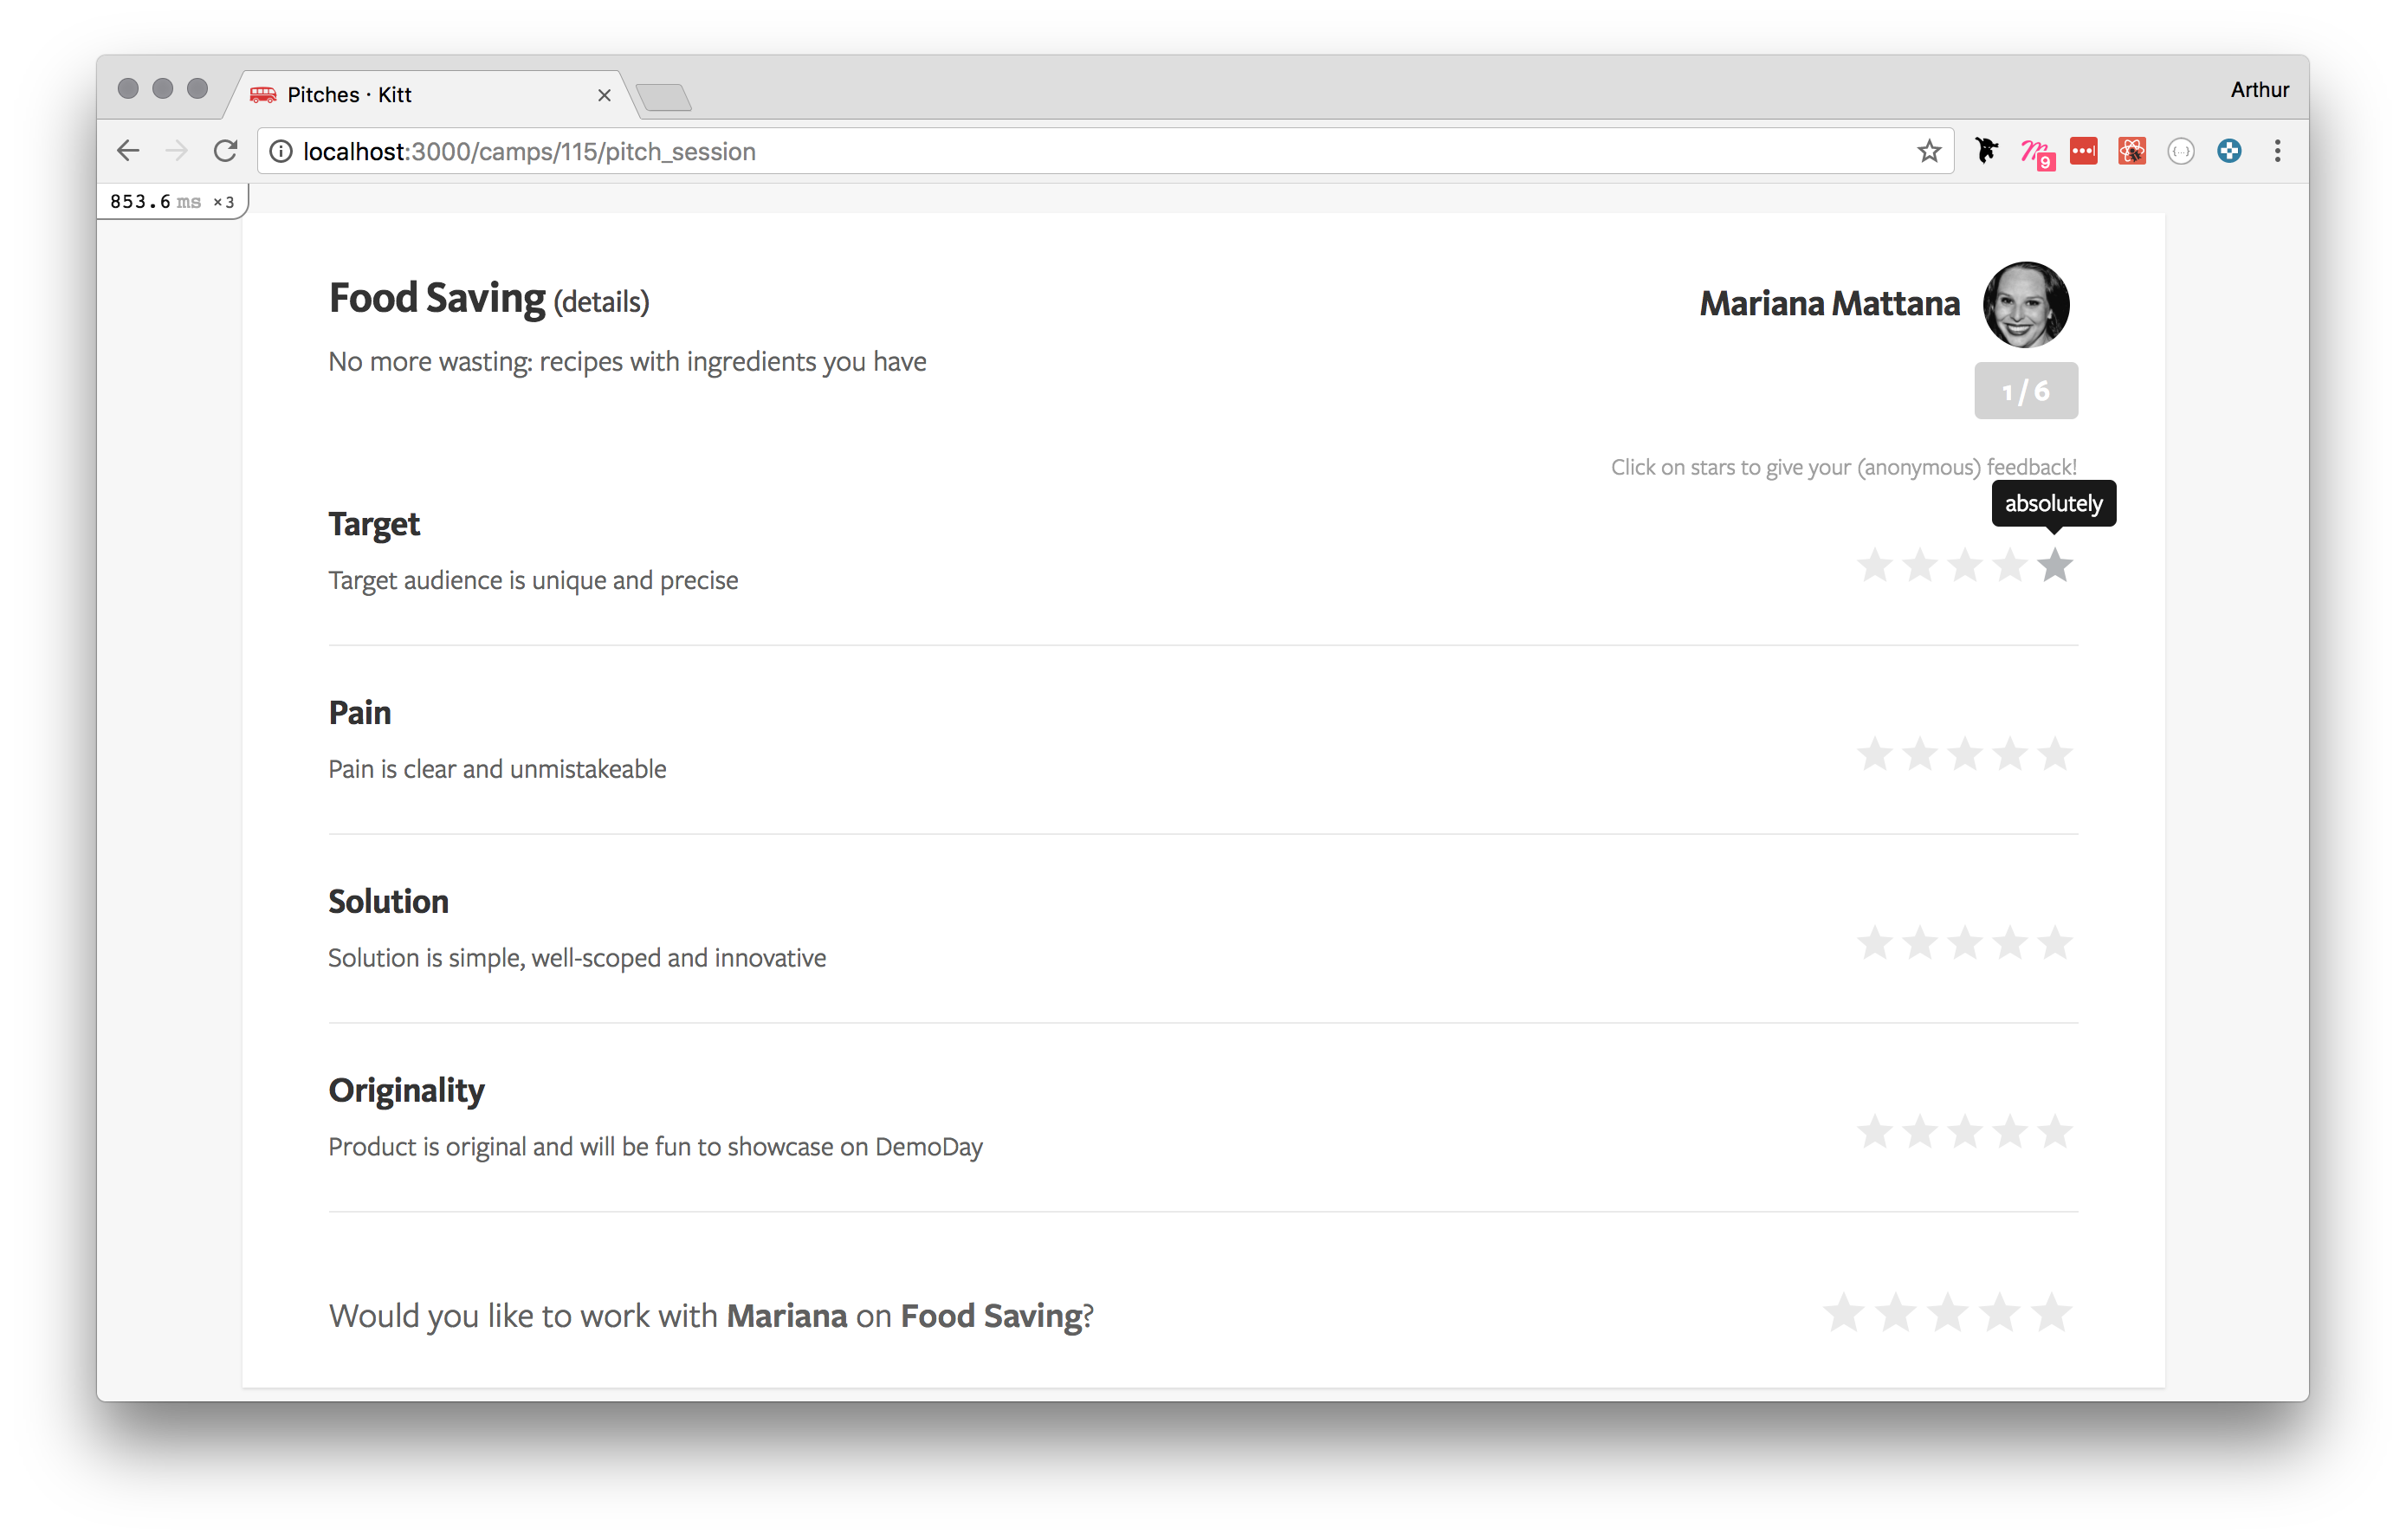 Pitches · Kitt
Arthur
localhost:3000/camps/115/pitch_session
9
853.6 ms ×3
Food Saving (details)
Mariana Mattana
No more wasting: recipes with ingredients you have
1 / 6
Click on stars to give your (anonymous) feedback!
absolutely
Target
Target audience is unique and precise
Pain
Pain is clear and unmistakeable
Solution
Solution is simple, well-scoped and innovative
Originality
Product is original and will be fun to showcase on DemoDay
Would you like to work with Mariana on Food Saving?